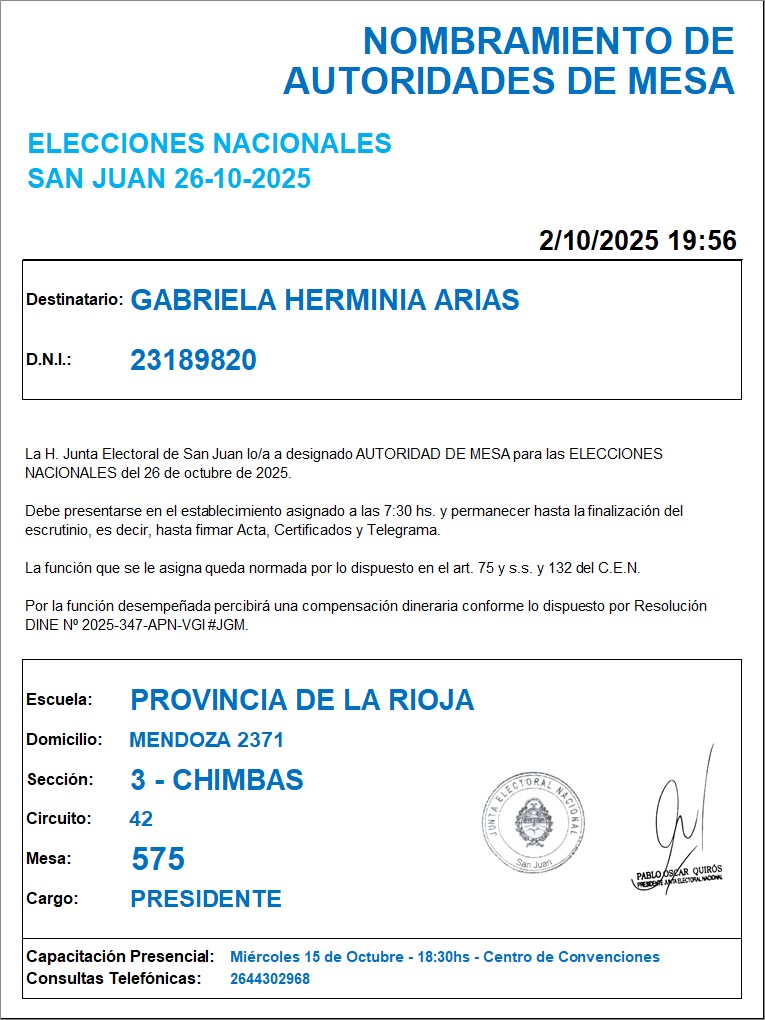 NOMBRAMIENTO DE
AUTORIDADES DE MESA
ELECCIONES NACIONALES
SAN JUAN 26-10-2025
2/10/2025 19:56
Destinatario: GABRIELA HERMINIA ARIAS
D.N.I.: 23189820
La H. Junta Electoral de San Juan lo/a a designado AUTORIDAD DE MESA para las ELECCIONES
NACIONALES del 26 de octubre de 2025.
Debe presentarse en el establecimiento asignado a las 7:30 hs. y permanecer hasta la finalización del
escrutinio, es decir, hasta firmar Acta, Certificados y Telegrama.
La función que se le asigna queda normada por lo dispuesto en el art. 75 y s.s. y 132 del C.E.N.
Por la función desempeñada percibirá una compensación dineraria conforme lo dispuesto por Resolución
DINE Nº 2025-347-APN-VGI#JGM.
Escuela: PROVINCIA DE LA RIOJA
Domicilio: MENDOZA 2371
Sección: 3 - CHIMBAS
Circuito: 42
Mesa: 575
Cargo: PRESIDENTE
JUNTA ELECTORAL NACIONAL
San Juan
PABLO OSCAR QUIRÓS
PRESIDENTE JUNTA ELECTORAL NACIONAL
Capacitación Presencial: Miércoles 15 de Octubre - 18:30hs - Centro de Convenciones
Consultas Telefónicas: 2644302968